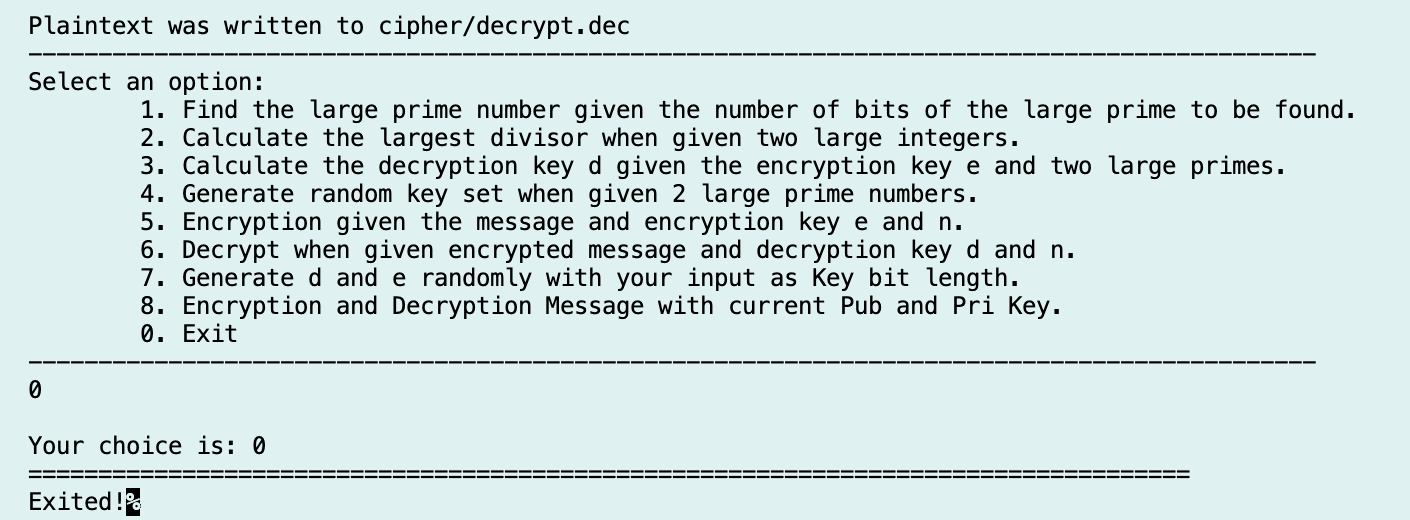 Plaintext was written to cipher/decrypt.dec
--------------------------------------------------------------------------------------------
Select an option:
1. Find the large prime number given the number of bits of the large prime to be found.
2. Calculate the largest divisor when given two large integers.
3. Calculate the decryption key d given the encryption key e and two large primes.
4. Generate random key set when given 2 large prime numbers.
5. Encryption given the message and encryption key e and n.
6. Decrypt when given encrypted message and decryption key d and n.
7. Generate d and e randomly with your input as Key bit length.
8. Encryption and Decryption Message with current Pub and Pri Key.
0. Exit
--------------------------------------------------------------------------------------------
0
Your choice is: 0
===================================================================================
Exited!%